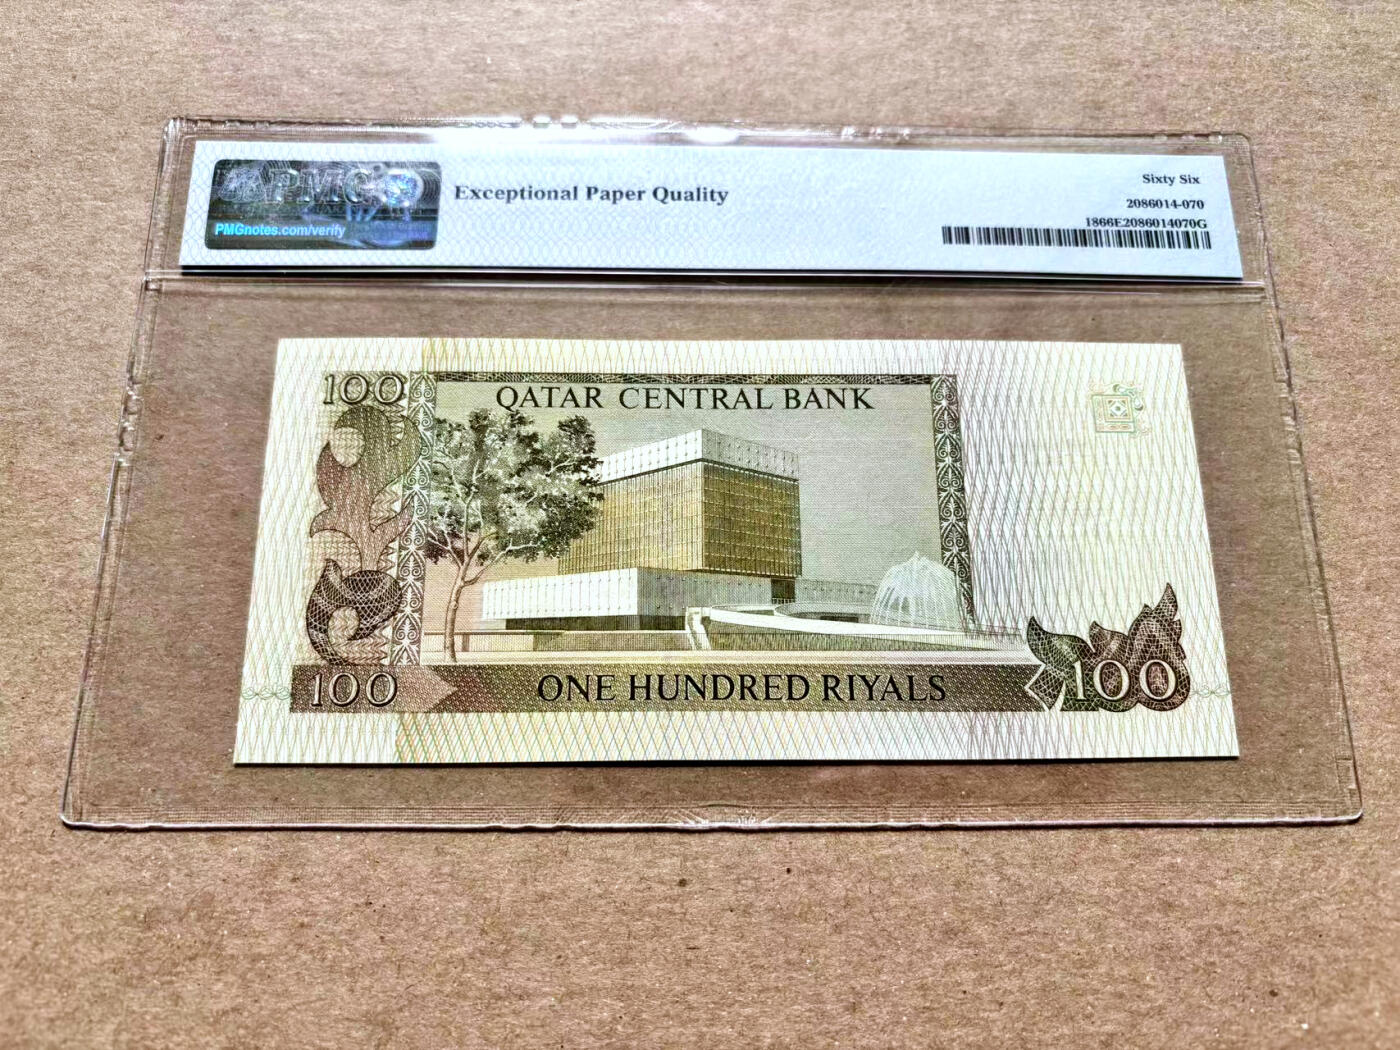 PMG
PMGnotes.com/verify
Exceptional Paper Quality
Sixty Six
2086014-070
1866E2086014070G
100
QATAR CENTRAL BANK
100
ONE HUNDRED RIYALS
100